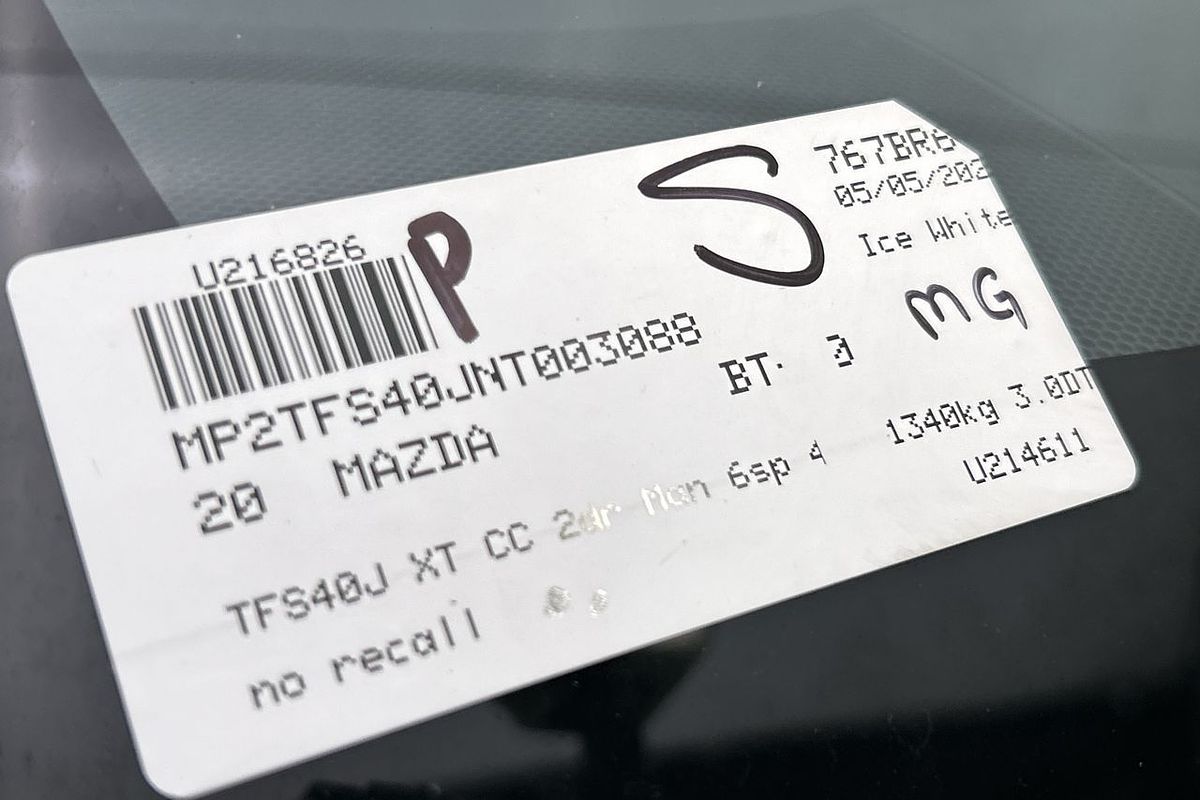 U216826 P
S
767BR6
05/05/202
Ice White
MG
MP2TFS40JNT003088
BT.
20 MAZDA
1340kg 3.0DT
TFS40J XT CC 2dr Man 6sp 4
U214611
no recall